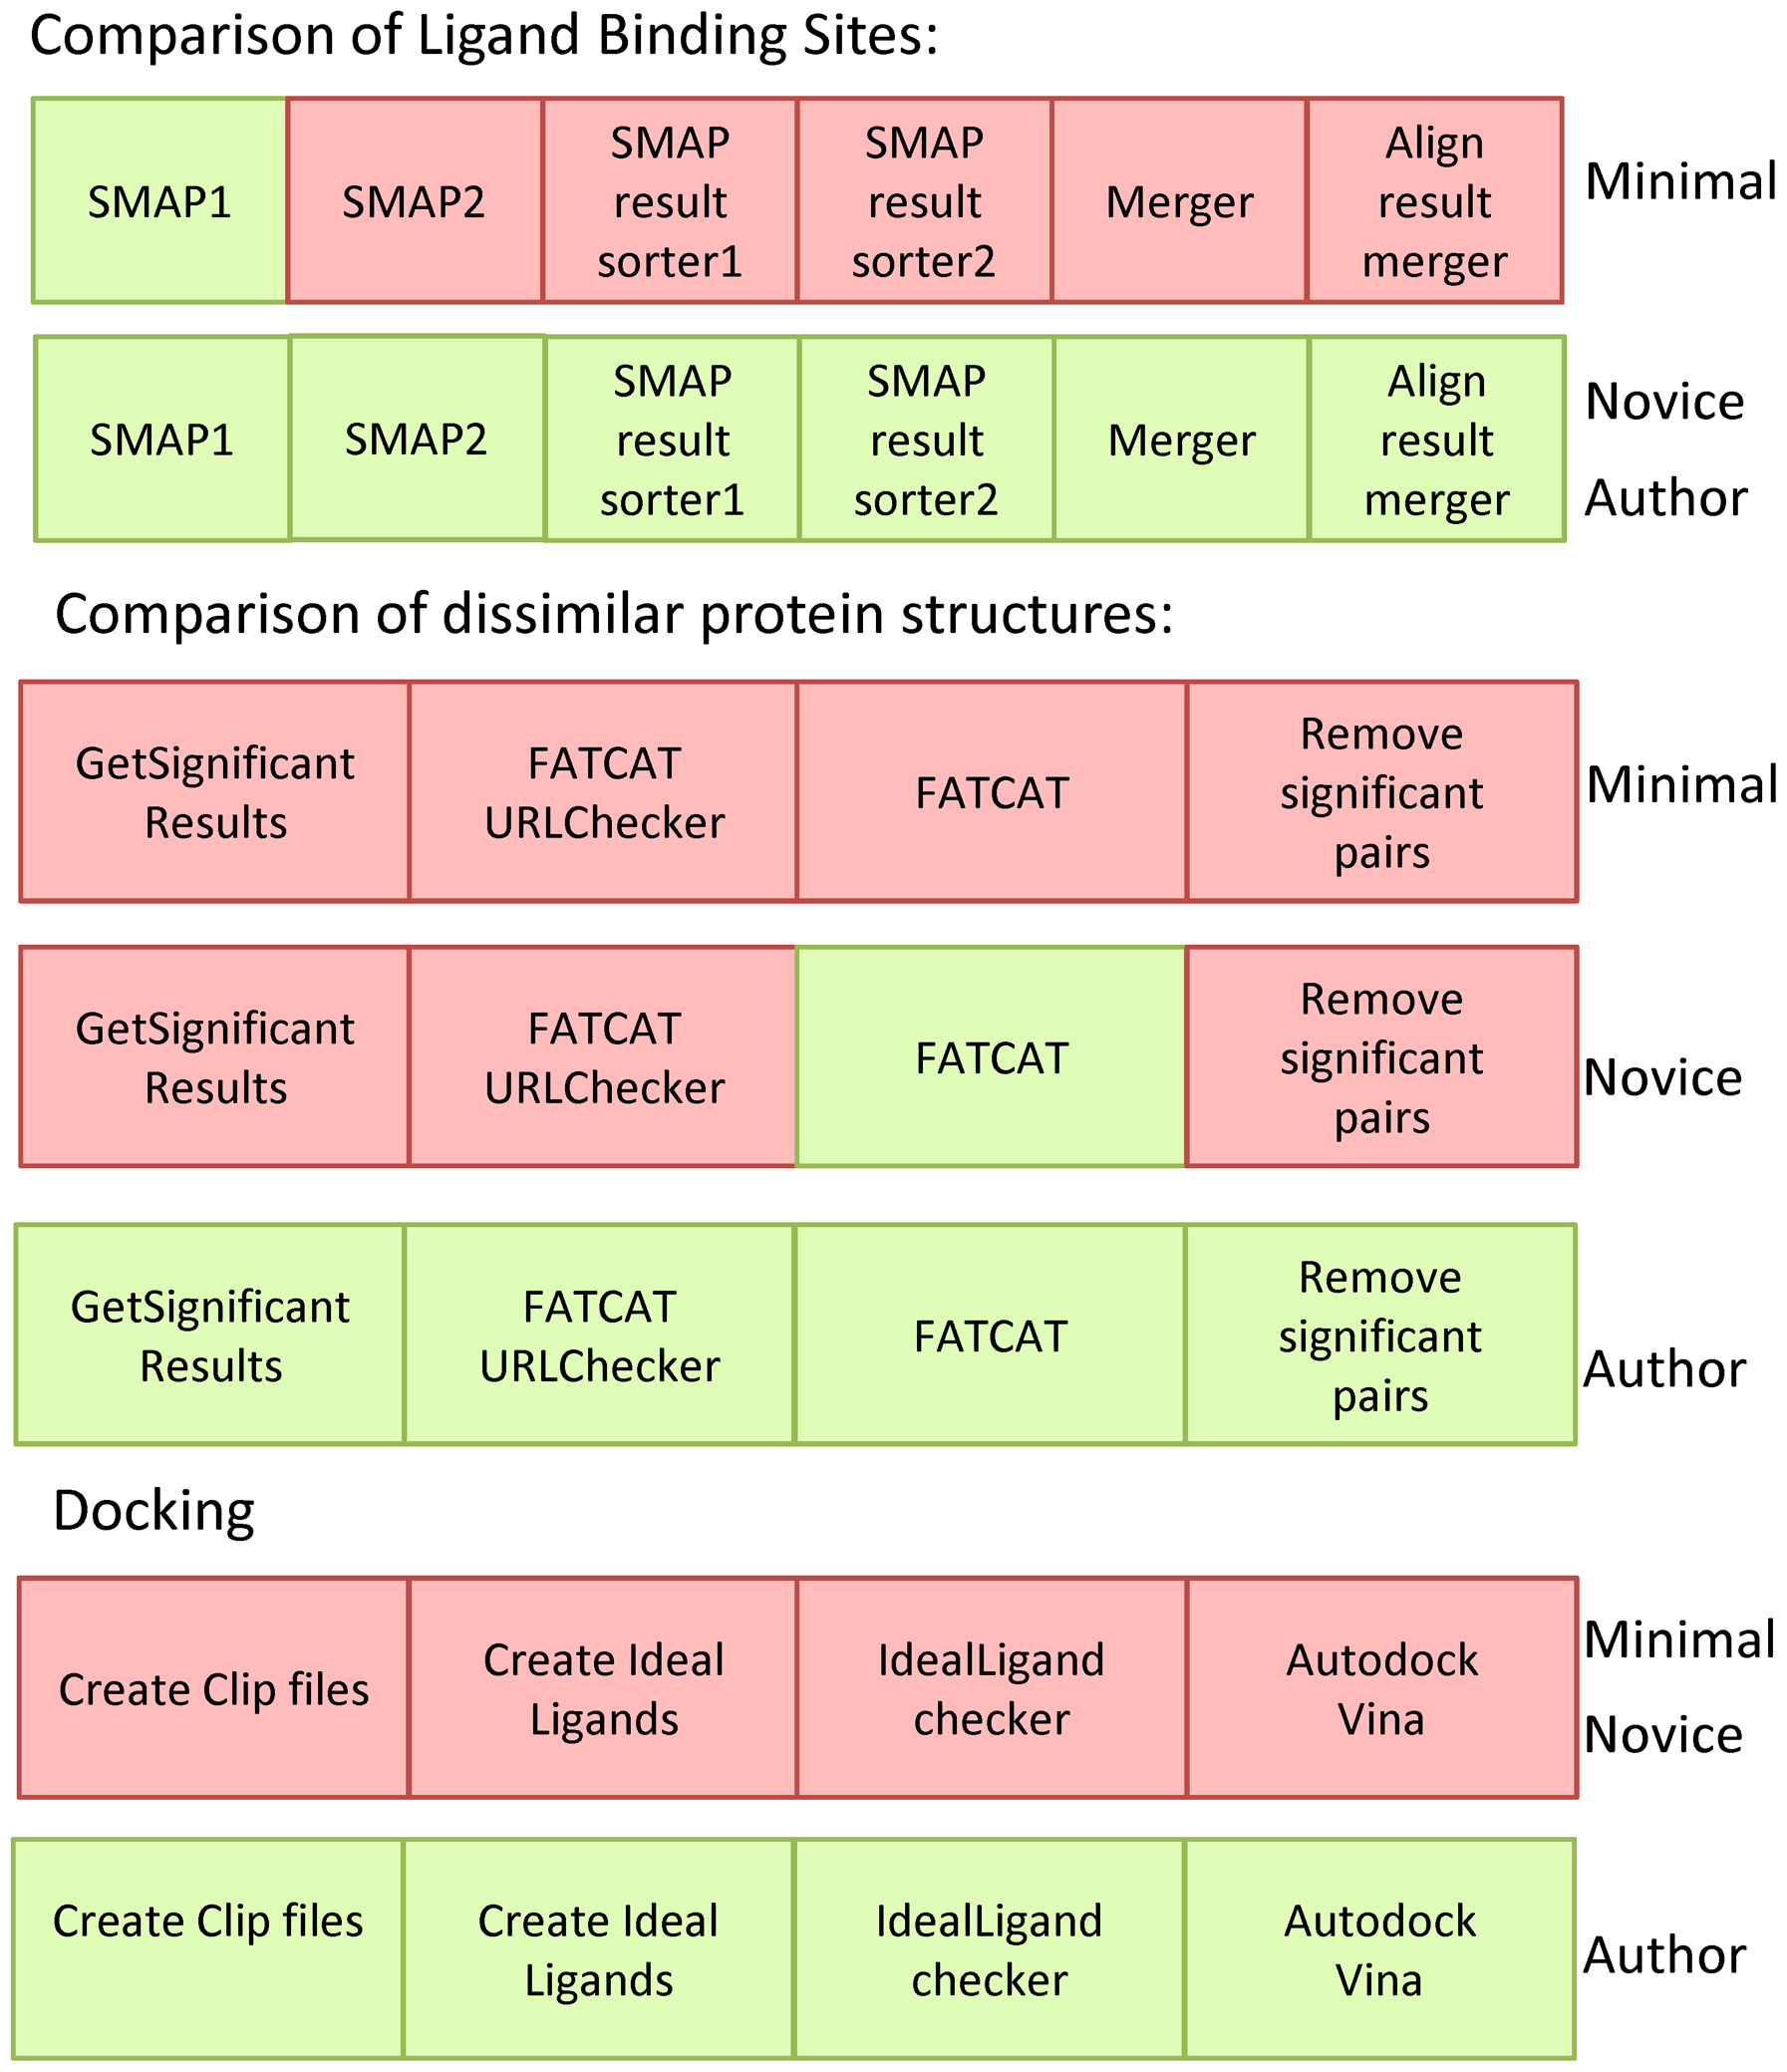 Comparison of Ligand Binding Sites:
SMAP1
SMAP2
SMAP
result
sorter1
SMAP
result
sorter2
Merger
Align
result
merger
Minimal
SMAP1
SMAP2
SMAP
result
sorter1
SMAP
result
sorter2
Merger
Align
result
merger
Novice
Author
Comparison of dissimilar protein structures:
GetSignificant
Results
FATCAT
URLChecker
FATCAT
Remove
significant
pairs
Minimal
GetSignificant
Results
FATCAT
URLChecker
FATCAT
Remove
significant
pairs
Novice
GetSignificant
Results
FATCAT
URLChecker
FATCAT
Remove
significant
pairs
Author
Docking
Create Clip files
Create Ideal
Ligands
IdealLigand
checker
Autodock
Vina
Minimal
Novice
Create Clip files
Create Ideal
Ligands
IdealLigand
checker
Autodock
Vina
Author